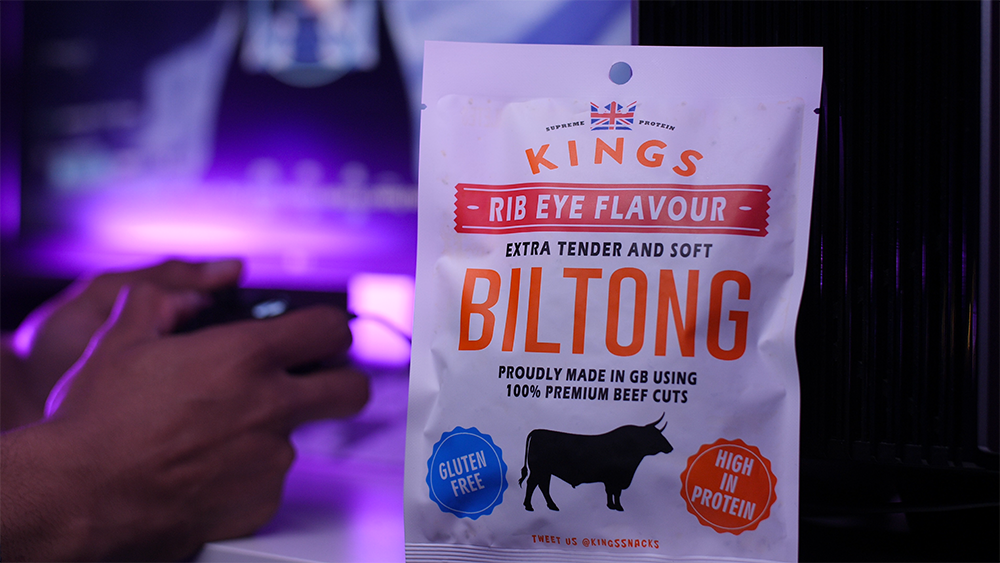 SUPREME PROTEIN
KINGS
- RIB EYE FLAVOUR -
EXTRA TENDER AND SOFT
BILTONG
PROUDLY MADE IN GB USING
100% PREMIUM BEEF CUTS
GLUTEN
FREE
HIGH
IN
PROTEIN
TWEET US @KINGSSNACKS